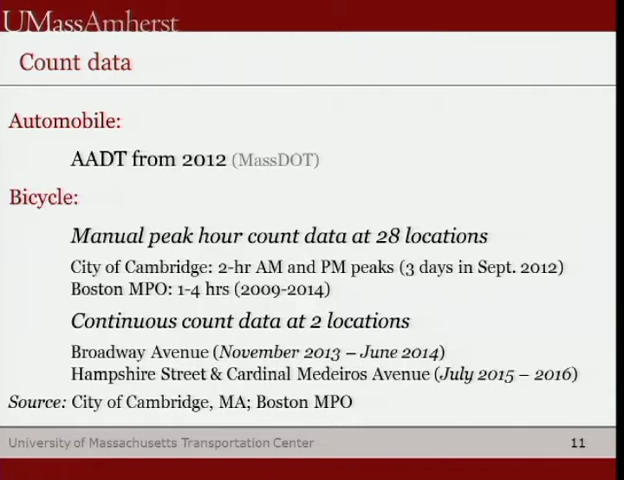 UMassAmherst
Count data
Automobile:
AADT from 2012 (MassDOT)
Bicycle:
Manual peak hour count data at 28 locations
City of Cambridge: 2-hr AM and PM peaks (3 days in Sept. 2012)
Boston MPO: 1-4 hrs (2009-2014)
Continuous count data at 2 locations
Broadway Avenue (November 2013 – June 2014)
Hampshire Street & Cardinal Medeiros Avenue (July 2015 – 2016)
Source: City of Cambridge, MA; Boston MPO
University of Massachusetts Transportation Center 11